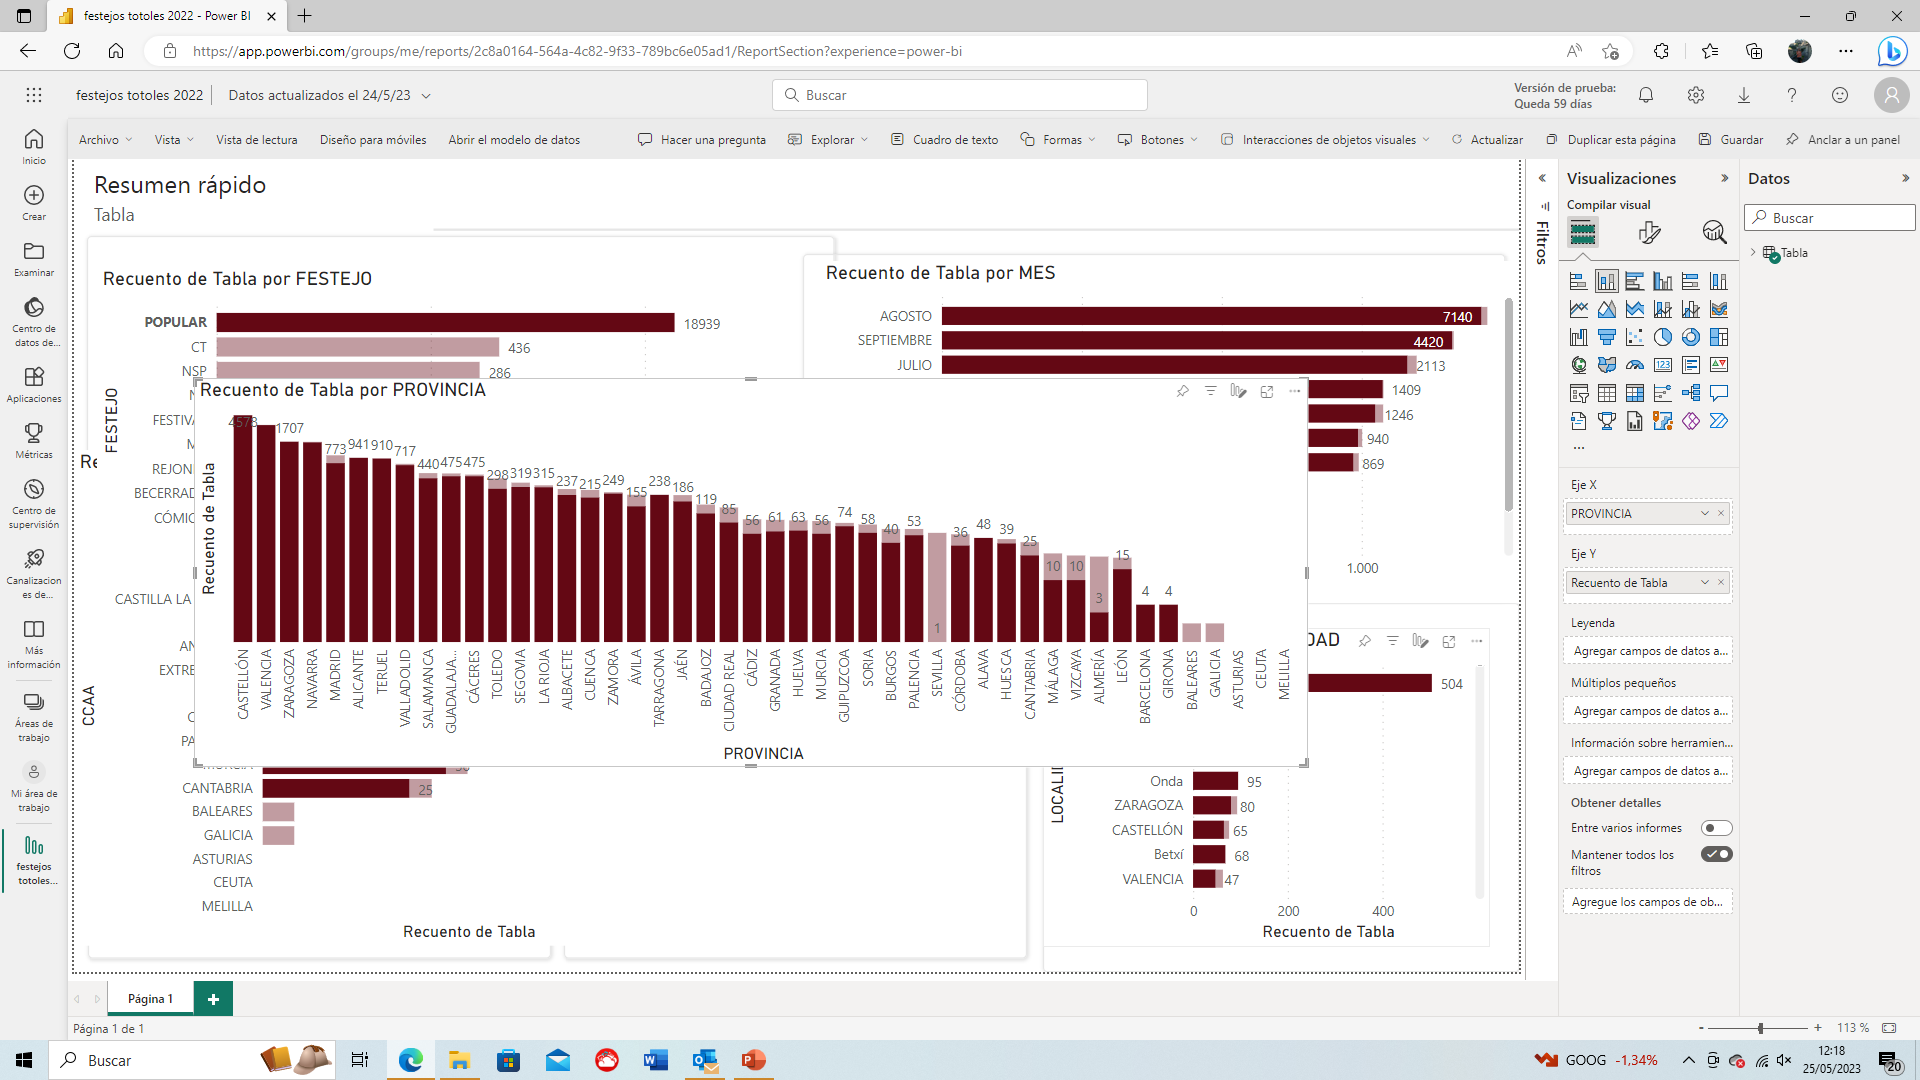 festejos totoles 2022 - Power BI
https://app.powerbi.com/groups/me/reports/2c8a0164-564a-4c82-9f33-789bc6e05ad1/ReportSection?experience=power-bi
festejos totoles 2022
Datos actualizados el 24/5/23
Buscar
Versión de prueba:
Queda 59 días
Archivo
Vista
Vista de lectura
Diseño para móviles
Abrir el modelo de datos
Hacer una pregunta
Explorar
Cuadro de texto
Formas
Botones
Interacciones de objetos visuales
Actualizar
Duplicar esta página
Guardar
Anclar a un panel
Inicio
Crear
Examinar
Centro de
datos de...
Aplicaciones
Métricas
Centro de
supervisión
Canalizacion
es de...
Más
información
Áreas de
trabajo
Mi área de
trabajo
festejos
totoles...
Resumen rápido
Tabla
Recuento de Tabla por FESTEJO
FESTEJO
POPULAR 18939
CT 436
NSP 286
FESTIVA
REJON
BECERRAD
CÓMIC
Recuento de Tabla por MES
AGOSTO 7140
SEPTIEMBRE 4420
JULIO 2113
1409
1246
940
869
1.000
Recuento de Tabla por PROVINCIA
Recuento de Tabla
4578
1707
773
941
910
717
440
475
475
298
319
315
237
215
249
155
238
186
119
85
56
61
63
56
74
58
40
53
1
36
48
39
25
10
10
3
15
4
4
CASTELLÓN
VALENCIA
ZARAGOZA
NAVARRA
MADRID
ALICANTE
TERUEL
VALLADOLID
SALAMANCA
GUADALAJA...
CÁCERES
TOLEDO
SEGOVIA
LA RIOJA
ALBACETE
CUENCA
ZAMORA
ÁVILA
TARRAGONA
JAÉN
BADAJOZ
CIUDAD REAL
CÁDIZ
GRANADA
HUELVA
MURCIA
GUIPUZCOA
SORIA
BURGOS
PALENCIA
SEVILLA
CÓRDOBA
ALAVA
HUESCA
CANTABRIA
MÁLAGA
VIZCAYA
ALMERÍA
LEÓN
BARCELONA
GIRONA
BALEARES
GALICIA
ASTURIAS
CEUTA
MELILLA
PROVINCIA
Re
CCAA
CASTILLA LA
AN
EXTRE
C
PA
CANTABRIA 25
BALEARES
GALICIA
ASTURIAS
CEUTA
MELILLA
Recuento de Tabla
DAD
LOCALID
504
Onda 95
ZARAGOZA 80
CASTELLÓN 65
Betxí 68
VALENCIA 47
0 200 400
Recuento de Tabla
Filtros
Visualizaciones
Compilar visual
Eje X
PROVINCIA
Eje Y
Recuento de Tabla
Leyenda
Agregar campos de datos a...
Múltiplos pequeños
Agregar campos de datos a...
Información sobre herramien...
Agregar campos de datos a...
Obtener detalles
Entre varios informes
Mantener todos los
filtros
Agregue los campos de ob...
Datos
Buscar
Tabla
Página 1
Página 1 de 1
113 %
Buscar
GOOG -1,34%
12:18
25/05/2023
20